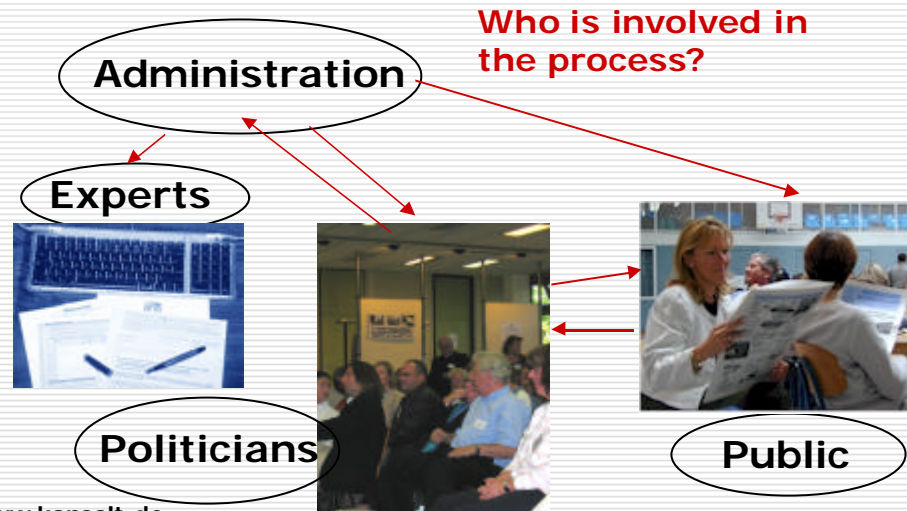 Who is involved in
the process?
Administration
Experts
Politicians
Public